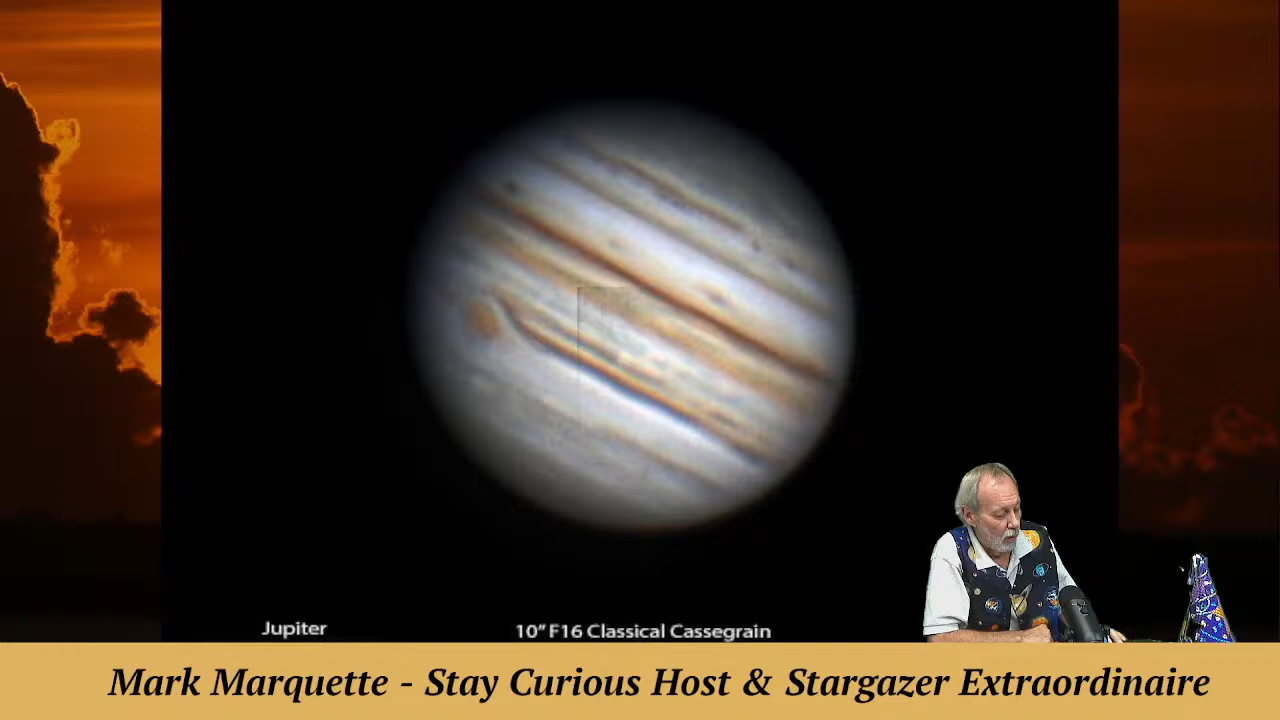 Jupiter
10" F16 Classical Cassegrain
Mark Marquette - Stay Curious Host & Stargazer Extraordinaire